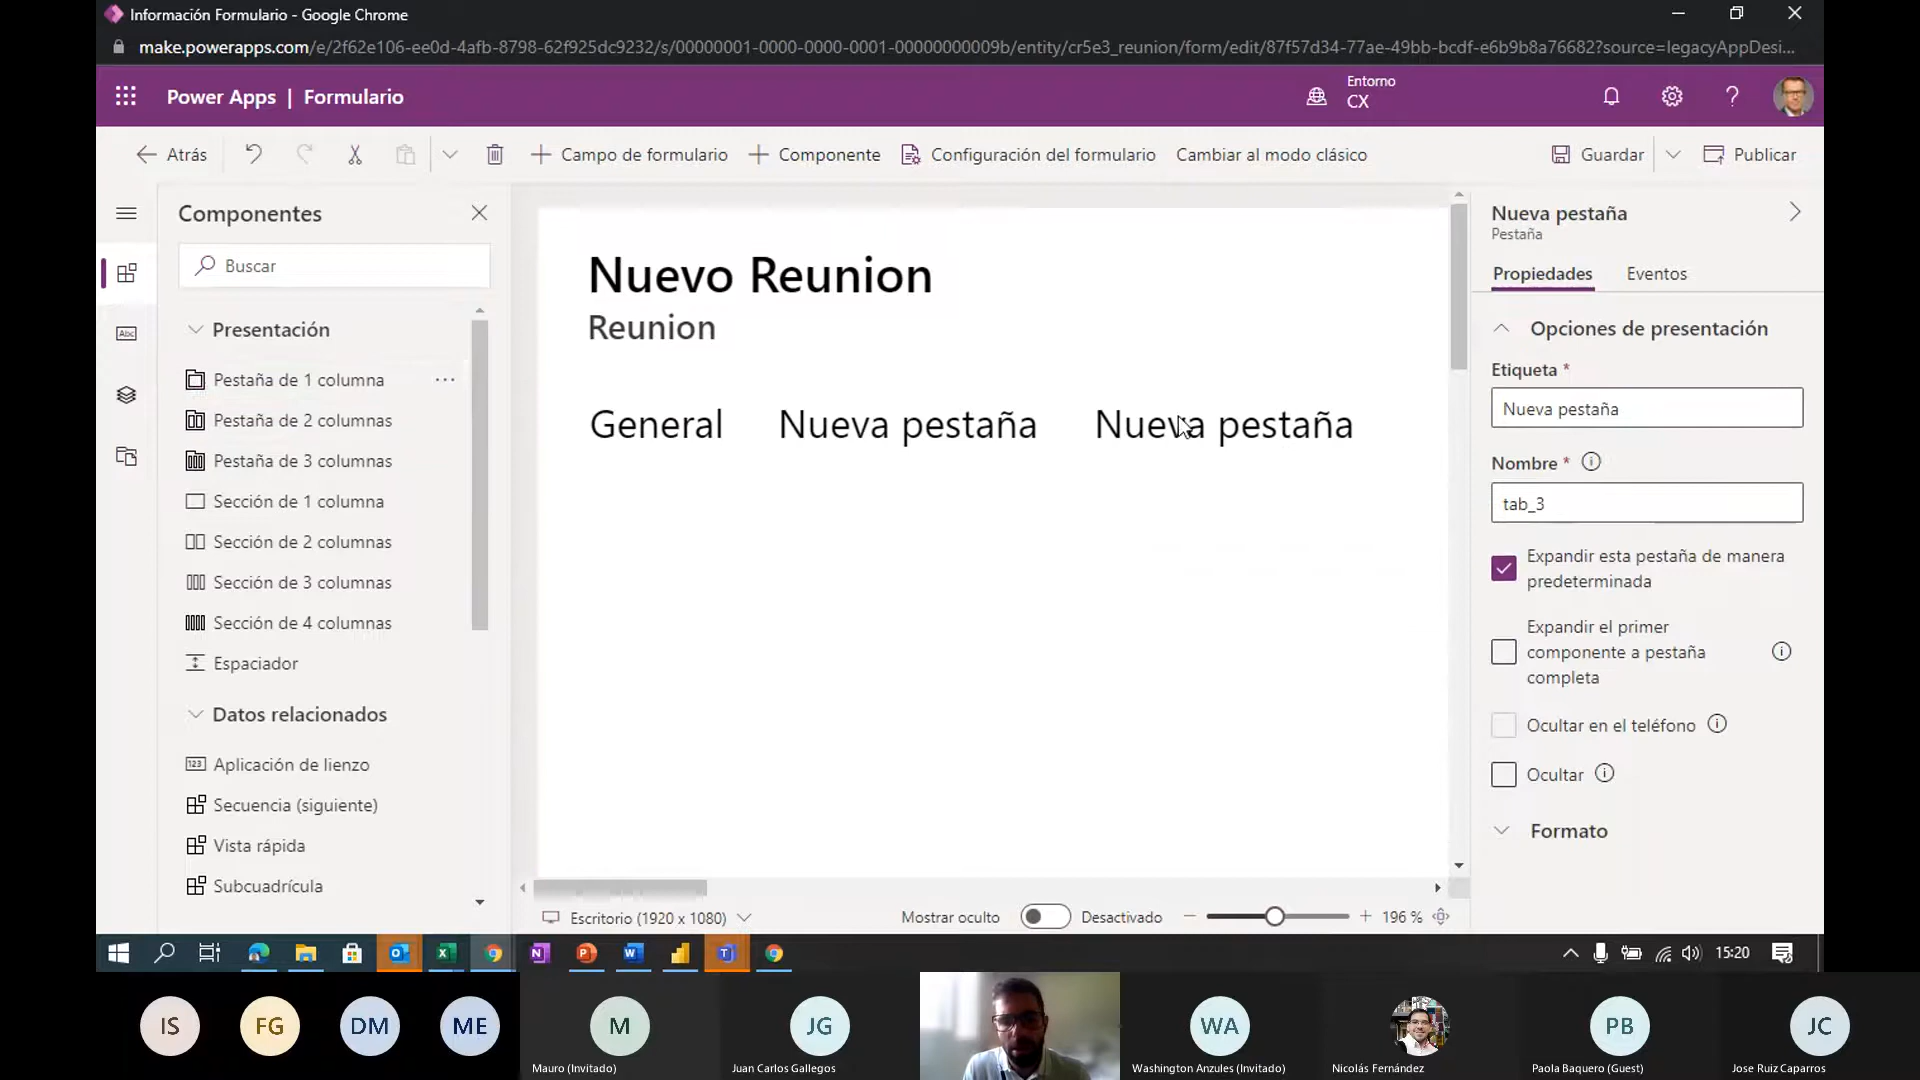 Información Formulario - Google Chrome
make.powerapps.com/e/2f62e106-ee0d-4afb-8798-62f925dc9232/s/00000001-0000-0000-0001-00000000009b/entity/cr5e3_reunion/form/edit/87f57d34-77ae-49bb-bcdf-e6b9b8a76682?source=legacyAppDesi...
Power Apps | Formulario
Entorno
CX
Atrás
Campo de formulario
Componente
Configuración del formulario
Cambiar al modo clásico
Guardar
Publicar
Componentes
Buscar
Presentación
Pestaña de 1 columna
Pestaña de 2 columnas
Pestaña de 3 columnas
Sección de 1 columna
Sección de 2 columnas
Sección de 3 columnas
Sección de 4 columnas
Espaciador
Datos relacionados
Aplicación de lienzo
Secuencia (siguiente)
Vista rápida
Subcuadrícula
Nuevo Reunion
Reunion
General Nueva pestaña Nueva pestaña
Escritorio (1920 x 1080)
Mostrar oculto
Desactivado
196 %
Nueva pestaña
Pestaña
Propiedades Eventos
Opciones de presentación
Etiqueta *
Nueva pestaña
Nombre *
tab_3
Expandir esta pestaña de manera
predeterminada
Expandir el primer
componente a pestaña
completa
Ocultar en el teléfono
Ocultar
Formato
15:20
IS
FG
DM
ME
M
Mauro (Invitado)
JG
Juan Carlos Gallegos
WA
Washington Anzules (Invitado)
Nicolás Fernández
PB
Paola Baquero (Guest)
JC
Jose Ruiz Caparros